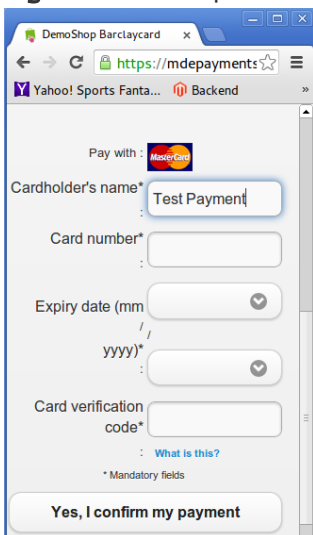 DemoShop Barclaycard
https://mdepayments
Yahoo! Sports Fanta... Backend »
Pay with : MasterCard
Cardholder's name*
: Test Payment
Card number*
:
Expiry date (mm
/ /
yyyy)*
:
Card verification
code*
: What is this?
* Mandatory fields
Yes, I confirm my payment